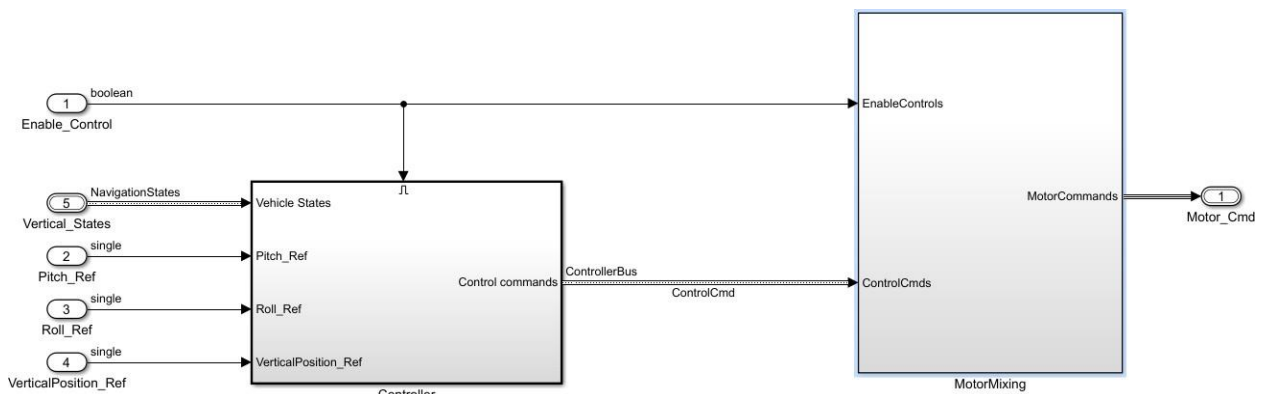 boolean
1
Enable_Control
EnableControls
NavigationStates
5
Vertical_States
Vehicle States
single
2
Pitch_Ref
Pitch_Ref
single
3
Roll_Ref
Roll_Ref
single
4
VerticalPosition_Ref
VerticalPosition_Ref
Control commands
ControllerBus
ControlCmd
Controller
ControlCmds
MotorCommands
MotorMixing
1
Motor_Cmd